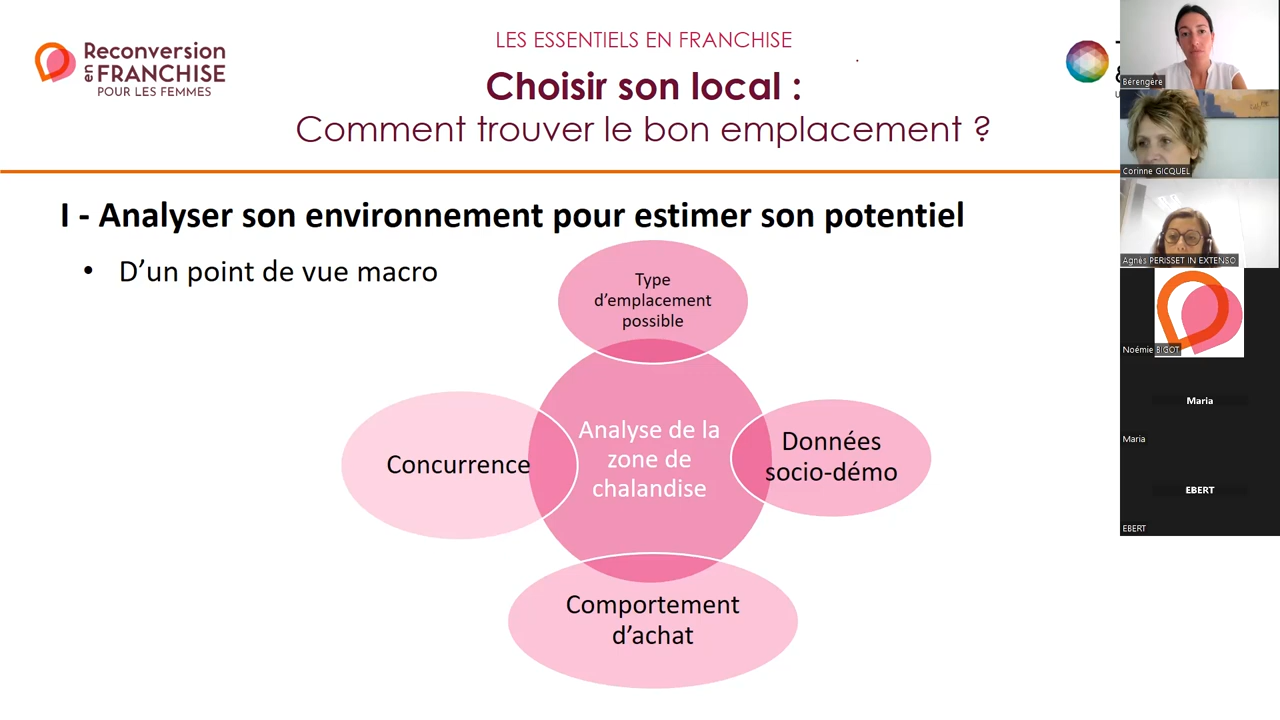 Reconversion
en FRANCHISE
POUR LES FEMMES
LES ESSENTIELS EN FRANCHISE
Choisir son local :
Comment trouver le bon emplacement ?
I - Analyser son environnement pour estimer son potentiel
• D’un point de vue macro
Type
d’emplacement
possible
Concurrence
Analyse de la
zone de
chalandise
Données
socio-démo
Comportement
d’achat
Bérengère
Corinne GICQUEL
Agnès PERISSET IN EXTENSO
Noémie BIGOT
Maria
Maria
EBERT
EBERT